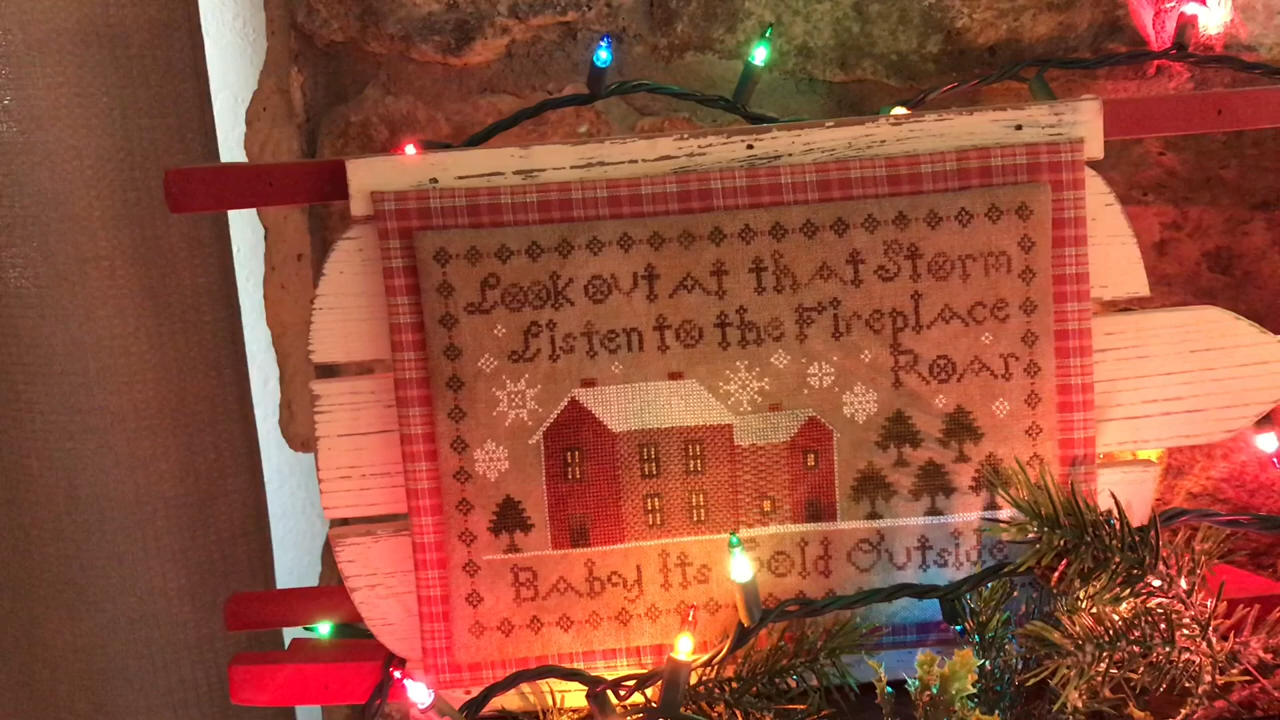 Look out at that Storm
Listen to the Fireplace
Roar
Baby Its Cold Outside